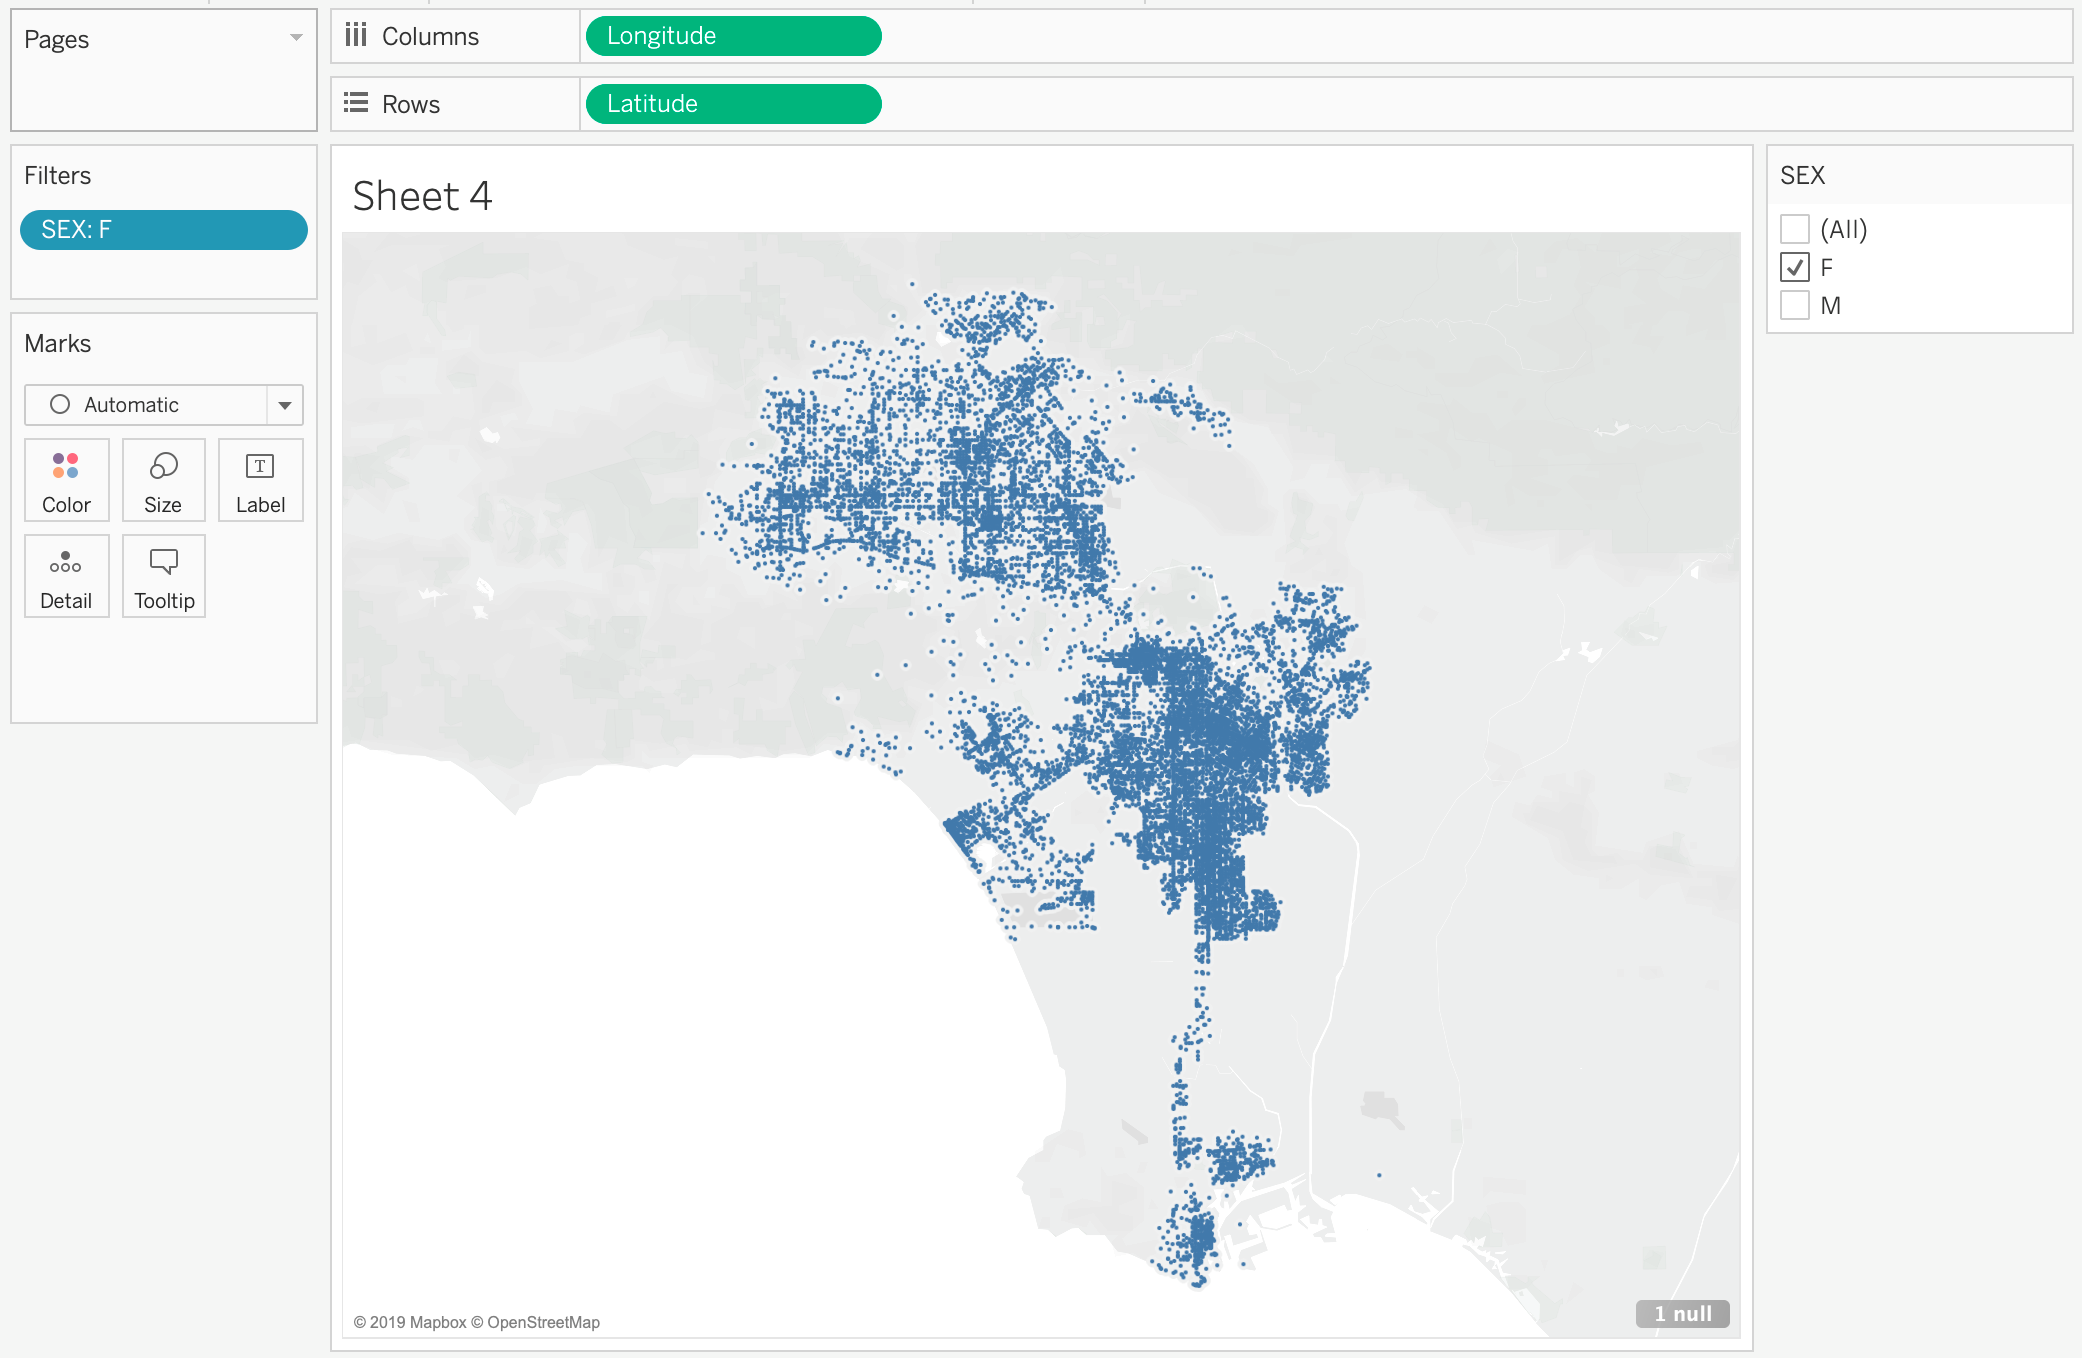 Pages
Columns
Longitude
Rows
Latitude
Filters
SEX: F
Marks
Automatic
Color
Size
T
Label
Detail
Tooltip
Sheet 4
© 2019 Mapbox © OpenStreetMap
1 null
SEX
(All)
F
M